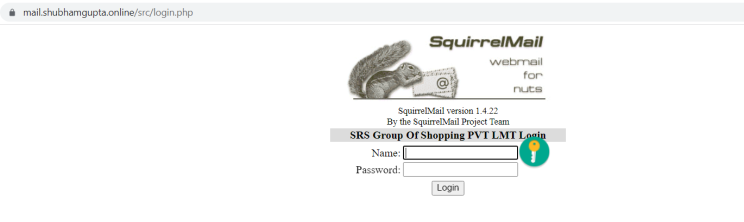 mail.shubhamgupta.online/src/login.php
SquirrelMail
webmail
for
nuts
@
SquirrelMail version 1.4.22
By the SquirrelMail Project Team
SRS Group Of Shopping PVT LMT Login
Name:
Password:
Login